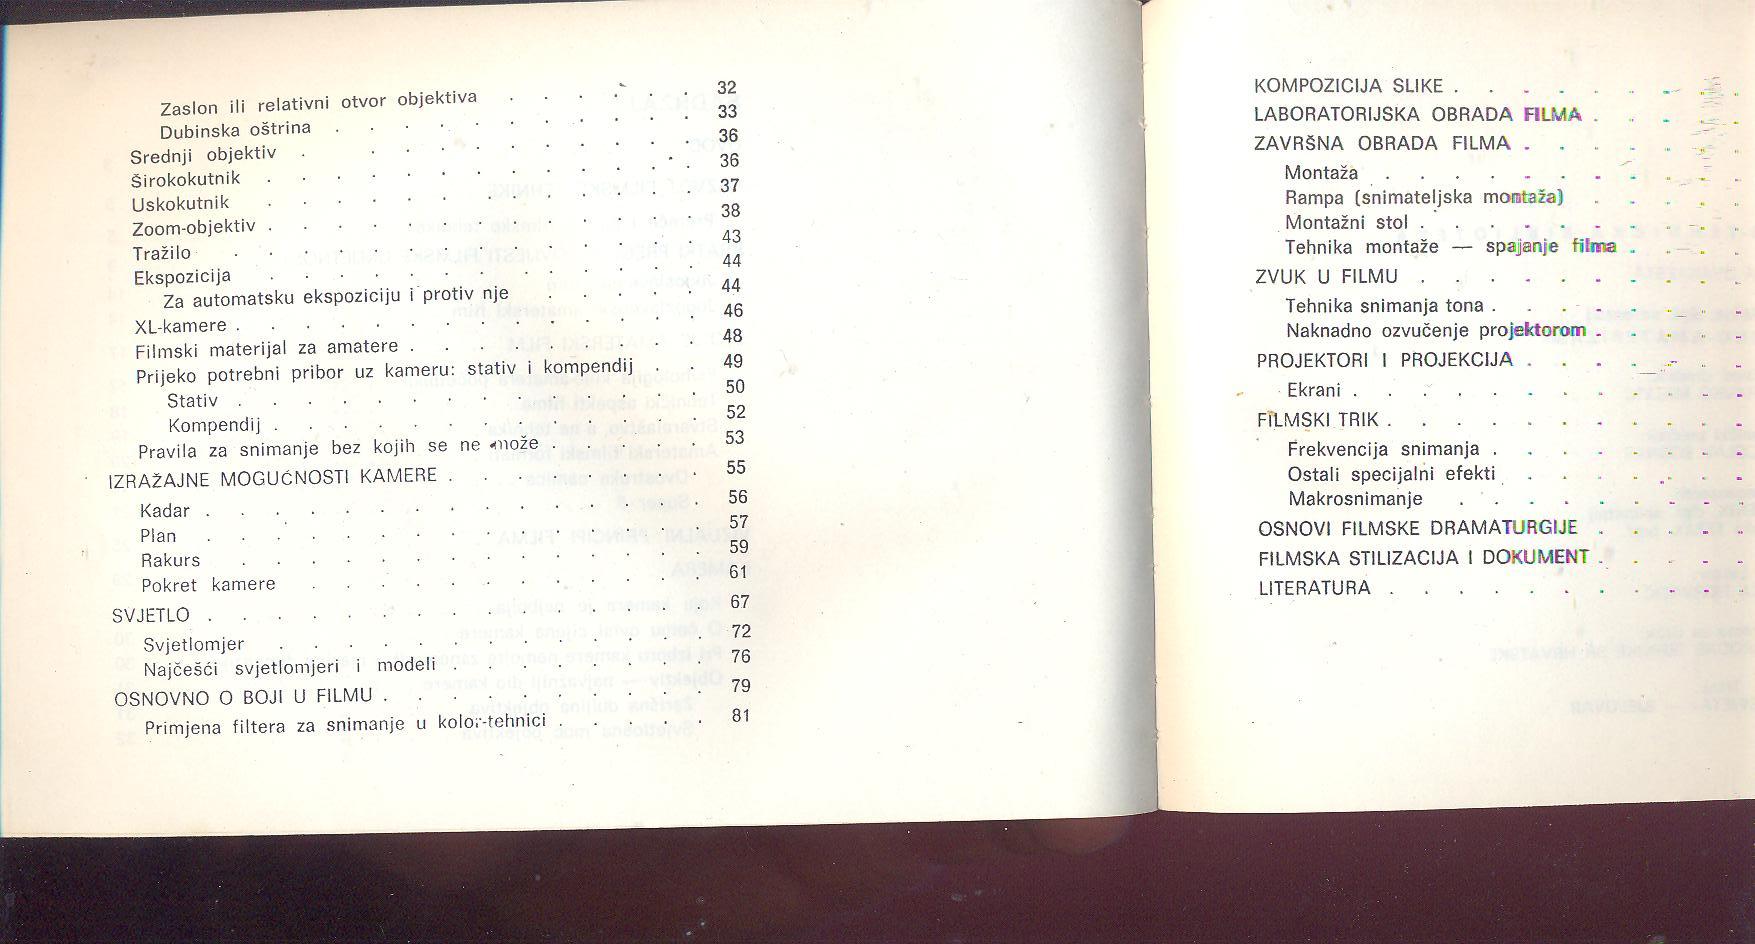 Zaslon ili relativni otvor objektiva . . . . . . 32
Dubinska oštrina . . . . . . . . . . 33
Srednji objektiv . . . . . . . . . . 36
Širokokutnik . . . . . . . . . . . 36
Uskokutnik . . . . . . . . . . . 37
Zoom-objektiv . . . . . . . . . . . 38
Tražilo . . . . . . . . . . . . 43
Ekspozicija . . . . . . . . . . . 44
Za automatsku ekspoziciju i protiv nje . . . . . 44
XL-kamere . . . . . . . . . . . . 46
Filmski materijal za amatere . . . . . . . . 48
Prijeko potrebni pribor uz kameru: stativ i kompendij . . 49
Stativ . . . . . . . . . . . . 50
Kompendij . . . . . . . . . . . 52
Pravila za snimanje bez kojih se ne može . . . . . 53
IZRAŽAJNE MOGUĆNOSTI KAMERE . . . . . . . 55
Kadar . . . . . . . . . . . . 56
Plan . . . . . . . . . . . . 57
Rakurs . . . . . . . . . . . . 59
Pokret kamere . . . . . . . . . . 61
SVJETLO . . . . . . . . . . . . 67
Svjetlomjer . . . . . . . . . . . 72
Najčešći svjetlomjeri i modeli . . . . . . . 76
OSNOVNO O BOJI U FILMU . . . . . . . . 79
Primjena filtera za snimanje u kolor-tehnici . . . . . 81
KOMPOZICIJA SLIKE . . . . . . . .
LABORATORIJSKA OBRADA FILMA . . . . .
ZAVRŠNA OBRADA FILMA . . . . . . .
Montaža . . . . . . . . . .
Rampa (snimateljska montaža) . . . . .
Montažni stol . . . . . . . .
Tehnika montaže — spajanje filma . . . .
ZVUK U FILMU . . . . . . . . .
Tehnika snimanja tona . . . . . . .
Naknadno ozvučenje projektorom . . . . .
PROJEKTORI I PROJEKCIJA . . . . . . .
Ekrani . . . . . . . . . . .
FILMSKI TRIK . . . . . . . . . .
Frekvencija snimanja . . . . . . . .
Ostali specijalni efekti . . . . . . .
Makrosnimanje . . . . . . . .
OSNOVI FILMSKE DRAMATURGIJE . . . . .
FILMSKA STILIZACIJA I DOKUMENT . . . . .
LITERATURA . . . . . . . . . .